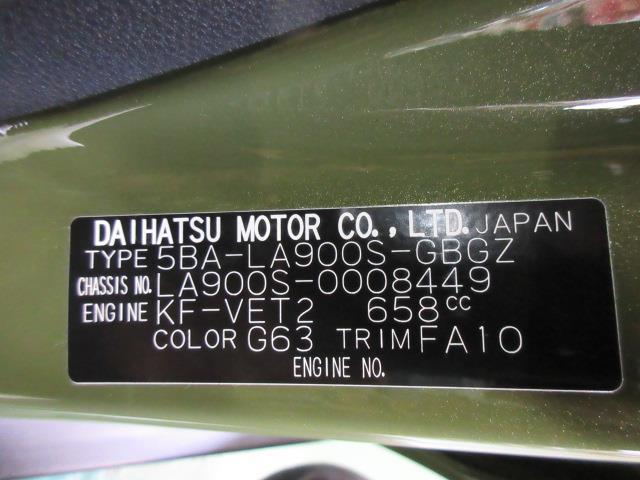 DAIHATSU MOTOR CO., LTD. JAPAN
TYPE 5BA-LA900S-GBGZ
CHASSIS NO. LA900S-0008449
ENGINE KF-VET2 658CC
COLOR G63 TRIM FA10
ENGINE NO.